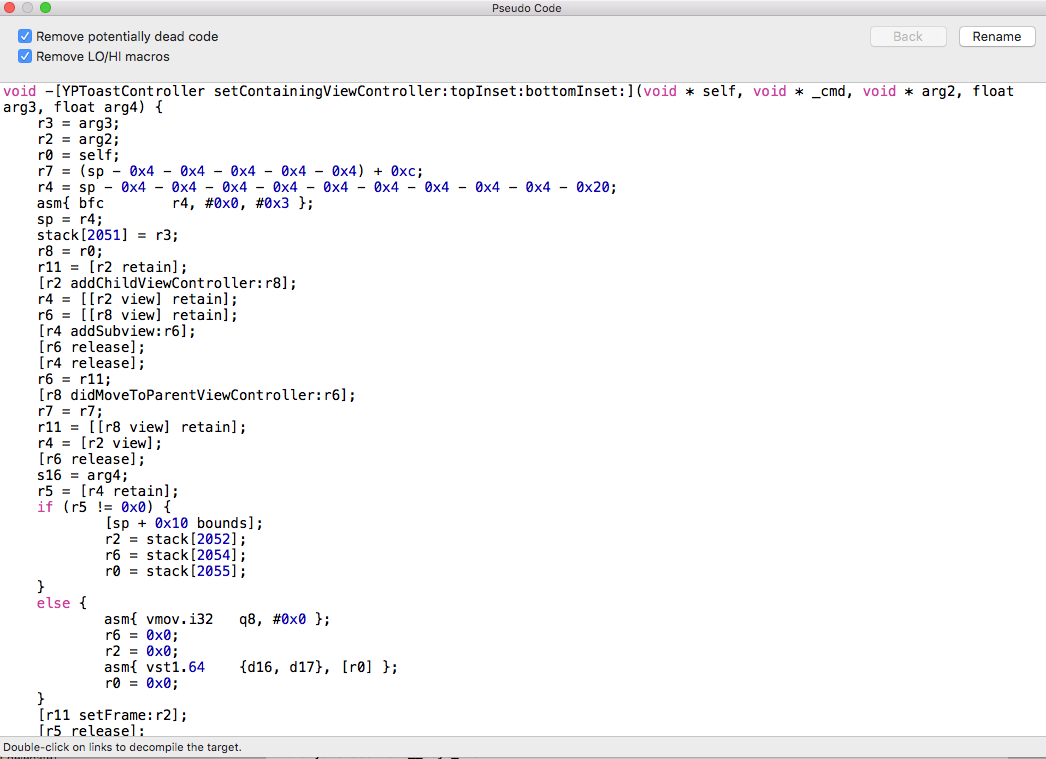 Pseudo Code
Remove potentially dead code
Back
Rename
Remove LO/HI macros
void -[YPToastController setContainingViewController:topInset:bottomInset:](void * self, void * _cmd, void * arg2, float
arg3, float arg4) {
r3 = arg3;
r2 = arg2;
r0 = self;
r7 = (sp - 0x4 - 0x4 - 0x4 - 0x4 - 0x4) + 0xc;
r4 = sp - 0x4 - 0x4 - 0x4 - 0x4 - 0x4 - 0x4 - 0x4 - 0x4 - 0x4 - 0x20;
asm{ bfc r4, #0x0, #0x3 };
sp = r4;
stack[2051] = r3;
r8 = r0;
r11 = [r2 retain];
[r2 addChildViewController:r8];
r4 = [[r2 view] retain];
r6 = [[r8 view] retain];
[r4 addSubview:r6];
[r6 release];
[r4 release];
r6 = r11;
[r8 didMoveToParentViewController:r6];
r7 = r7;
r11 = [[r8 view] retain];
r4 = [r2 view];
[r6 release];
s16 = arg4;
r5 = [r4 retain];
if (r5 != 0x0) {
[sp + 0x10 bounds];
r2 = stack[2052];
r6 = stack[2054];
r0 = stack[2055];
}
else {
asm{ vmov.i32 q8, #0x0 };
r6 = 0x0;
r2 = 0x0;
asm{ vst1.64 {d16, d17}, [r0] };
r0 = 0x0;
}
[r11 setFrame:r2];
[r5 release];
Double-click on links to decompile the target.